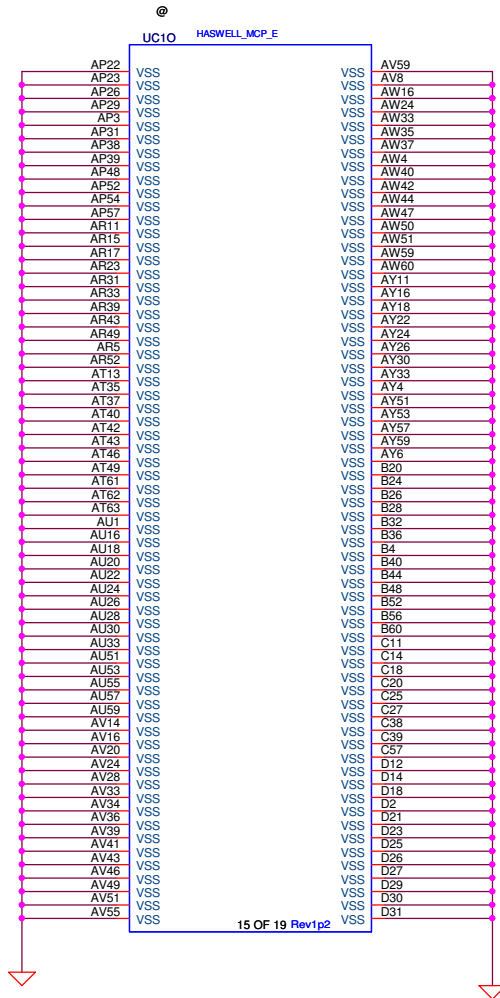 @
UC1O HASWELL_MCP_E
AP22 VSS VSS AV59
AP23 VSS VSS AV8
AP26 VSS VSS AW16
AP29 VSS VSS AW24
AP3 VSS VSS AW33
AP31 VSS VSS AW35
AP38 VSS VSS AW37
AP39 VSS VSS AW4
AP48 VSS VSS AW40
AP52 VSS VSS AW42
AP54 VSS VSS AW44
AP57 VSS VSS AW47
AR11 VSS VSS AW50
AR15 VSS VSS AW51
AR17 VSS VSS AW59
AR23 VSS VSS AW60
AR31 VSS VSS AY11
AR33 VSS VSS AY16
AR39 VSS VSS AY18
AR43 VSS VSS AY22
AR49 VSS VSS AY24
AR5 VSS VSS AY26
AR52 VSS VSS AY30
AT13 VSS VSS AY33
AT35 VSS VSS AY4
AT37 VSS VSS AY51
AT40 VSS VSS AY53
AT42 VSS VSS AY57
AT43 VSS VSS AY59
AT46 VSS VSS AY6
AT49 VSS VSS B20
AT61 VSS VSS B24
AT62 VSS VSS B26
AT63 VSS VSS B28
AU1 VSS VSS B32
AU16 VSS VSS B36
AU18 VSS VSS B4
AU20 VSS VSS B40
AU22 VSS VSS B44
AU24 VSS VSS B48
AU26 VSS VSS B52
AU28 VSS VSS B56
AU30 VSS VSS B60
AU33 VSS VSS C11
AU51 VSS VSS C14
AU53 VSS VSS C18
AU55 VSS VSS C20
AU57 VSS VSS C25
AU59 VSS VSS C27
AV14 VSS VSS C38
AV16 VSS VSS C39
AV20 VSS VSS C57
AV24 VSS VSS D12
AV28 VSS VSS D14
AV33 VSS VSS D18
AV34 VSS VSS D2
AV36 VSS VSS D21
AV39 VSS VSS D23
AV41 VSS VSS D25
AV43 VSS VSS D26
AV46 VSS VSS D27
AV49 VSS VSS D29
AV51 VSS VSS D30
AV55 VSS VSS D31
15 OF 19 Rev1p2